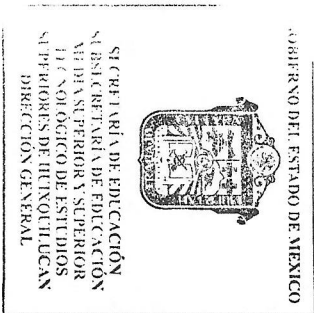 GOBIERNO DEL ESTADO DE MEXICO
SECRETARIA DE EDUCACIÓN
SUBSECRETARÍA DE EDUCACIÓN
MEDIA SUPERIOR Y SUPERIOR
TECNOLÓGICO DE ESTUDIOS
SUPERIORES DE HUIXQUILUCAN
DIRECCIÓN GENERAL